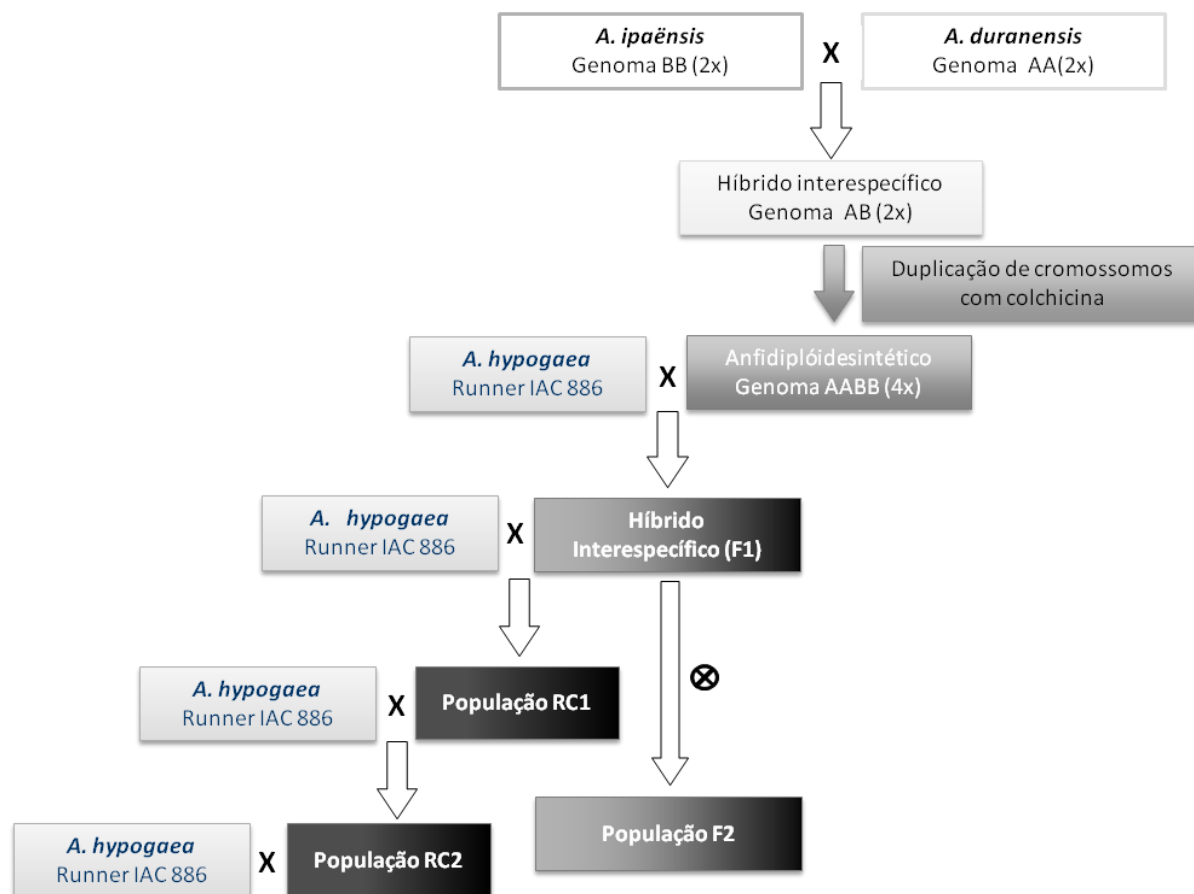 A. ipaënsis
Genoma BB (2x)
X
A. duranensis
Genoma AA(2x)
Híbrido interespecífico
Genoma AB (2x)
Duplicação de cromossomos
com colchicina
A. hypogaea
Runner IAC 886
X
Anfidiplóidesintético
Genoma AABB (4x)
A. hypogaea
Runner IAC 886
X
Híbrido
Interespecífico (F1)
A. hypogaea
Runner IAC 886
X
População RC1
A. hypogaea
Runner IAC 886
X
População RC2
População F2